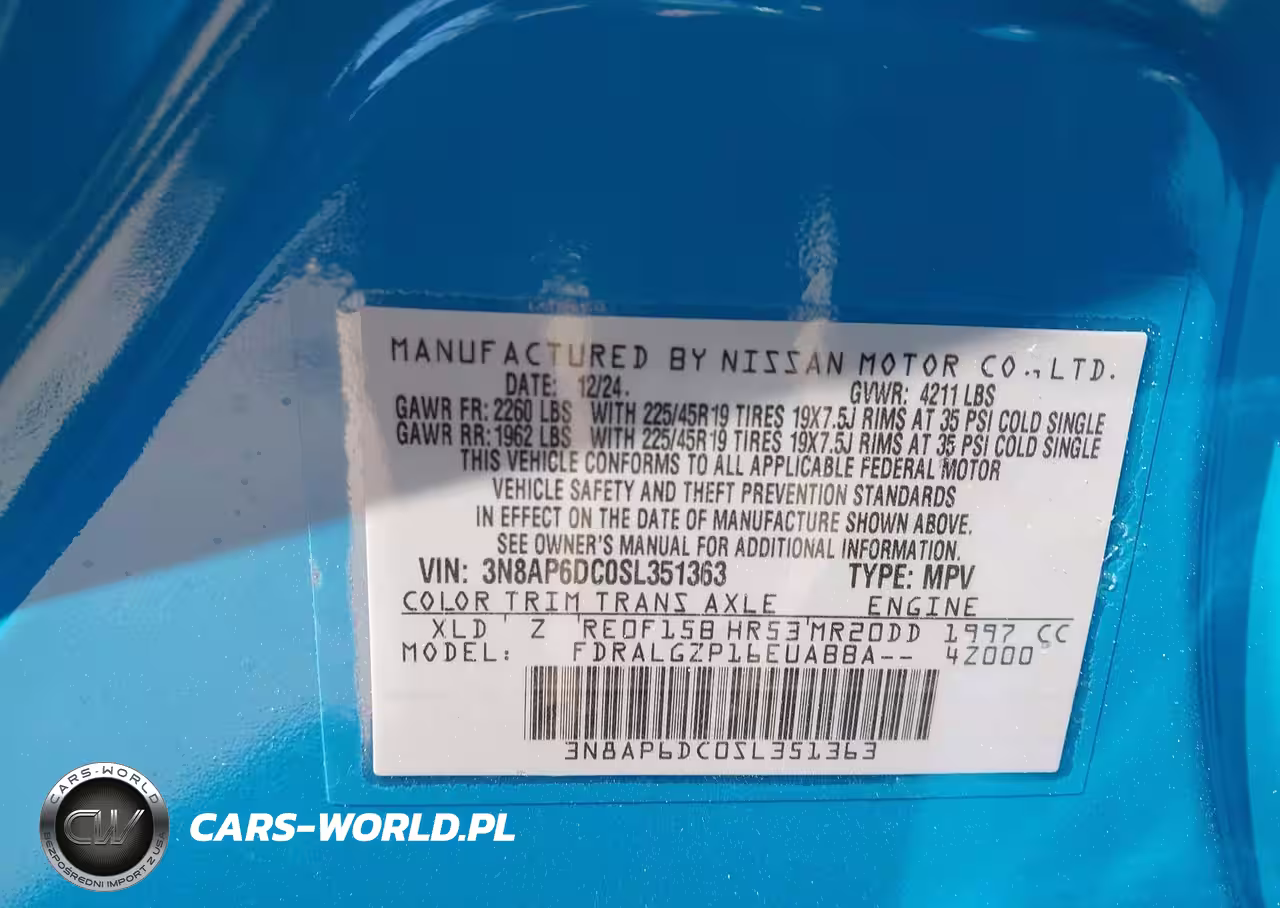 MANUFACTURED BY NISSAN MOTOR CO., LTD.
DATE: 12/24. GVWR: 4211 LBS
GAWR FR: 2260 LBS WITH 225/45R19 TIRES 19X7.5J RIMS AT 35 PSI COLD SINGLE
GAWR RR: 1962 LBS WITH 225/45R19 TIRES 19X7.5J RIMS AT 35 PSI COLD SINGLE
THIS VEHICLE CONFORMS TO ALL APPLICABLE FEDERAL MOTOR
VEHICLE SAFETY AND THEFT PREVENTION STANDARDS
IN EFFECT ON THE DATE OF MANUFACTURE SHOWN ABOVE.
SEE OWNER'S MANUAL FOR ADDITIONAL INFORMATION.
VIN: 3N8AP6DC0SL351363 TYPE: MPV
COLOR TRIM TRANS AXLE ENGINE
XLD Z RE0F15B HR53 MR20DD 1997 CC
MODEL: FDRALGZP16EUABBA-- 4Z000
3N8AP6DC0SL351363
CARS-WORLD
CW
BEZPOŚREDNI IMPORT Z USA
CARS-WORLD.PL